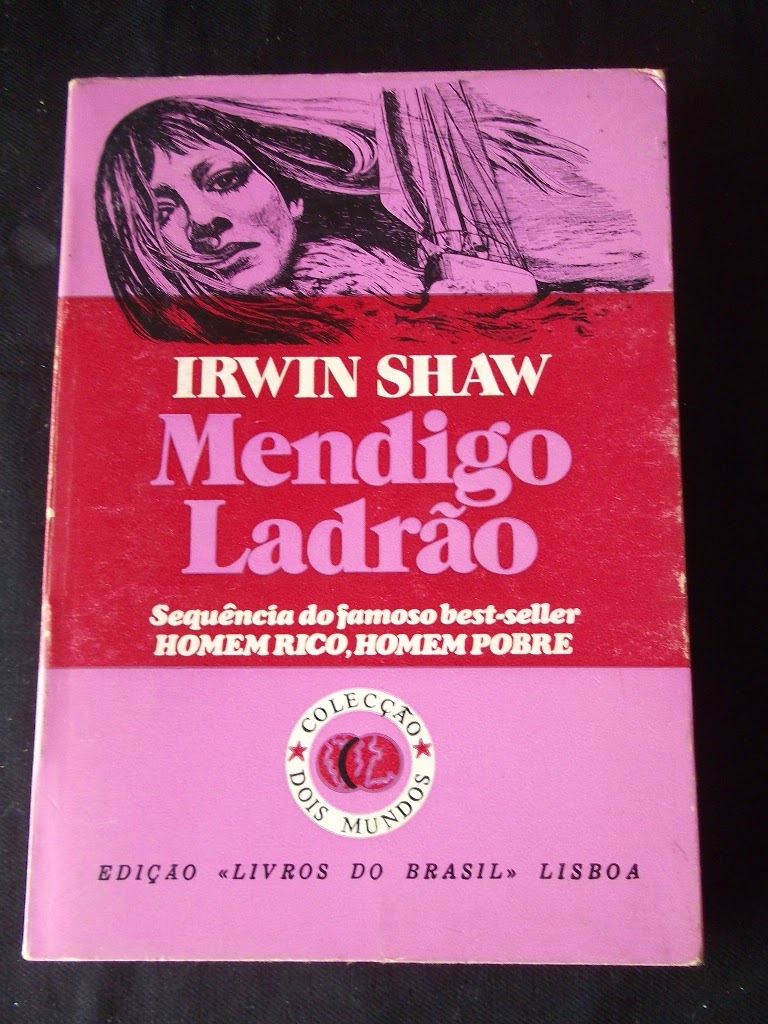 IRWIN SHAW
Mendigo
Ladrão
Sequência do famoso best-seller
HOMEM RICO, HOMEM POBRE
COLECÇÃO
DOIS MUNDOS
EDIÇÃO «LIVROS DO BRASIL» LISBOA